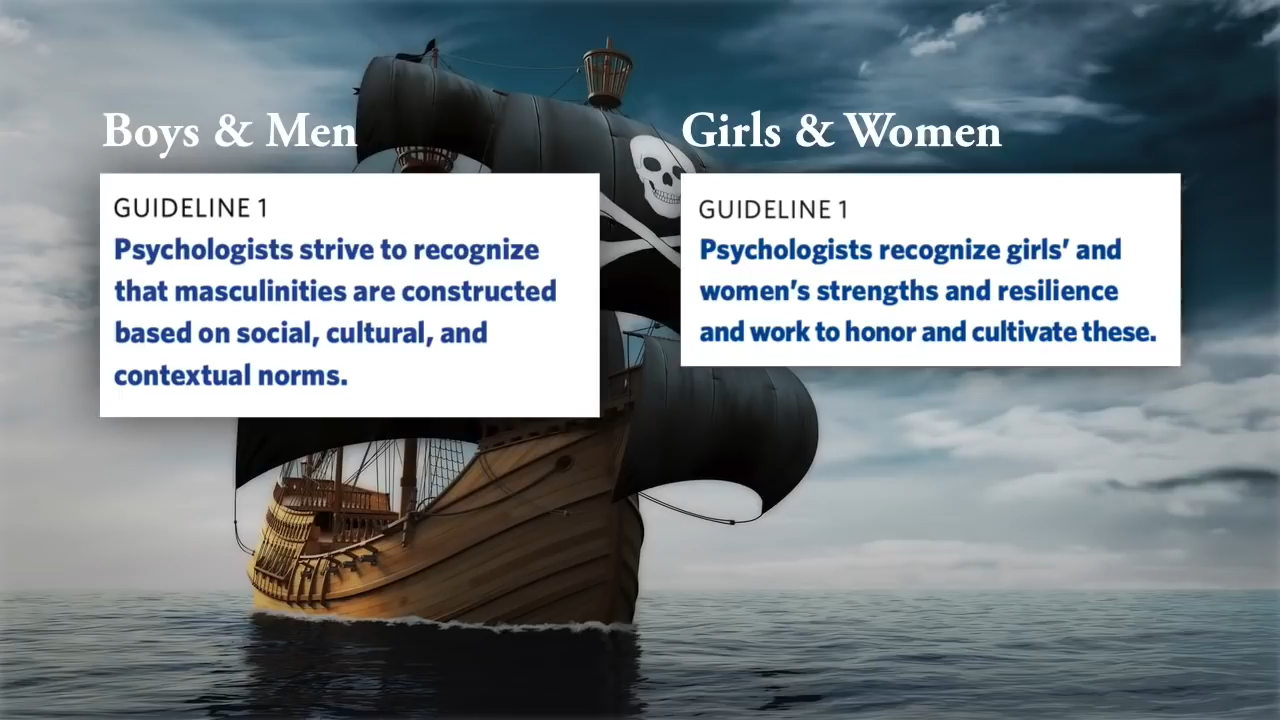 Boys & Men
GUIDELINE 1
Psychologists strive to recognize
that masculinities are constructed
based on social, cultural, and
contextual norms.
Girls & Women
GUIDELINE 1
Psychologists recognize girls’ and
women’s strengths and resilience
and work to honor and cultivate these.